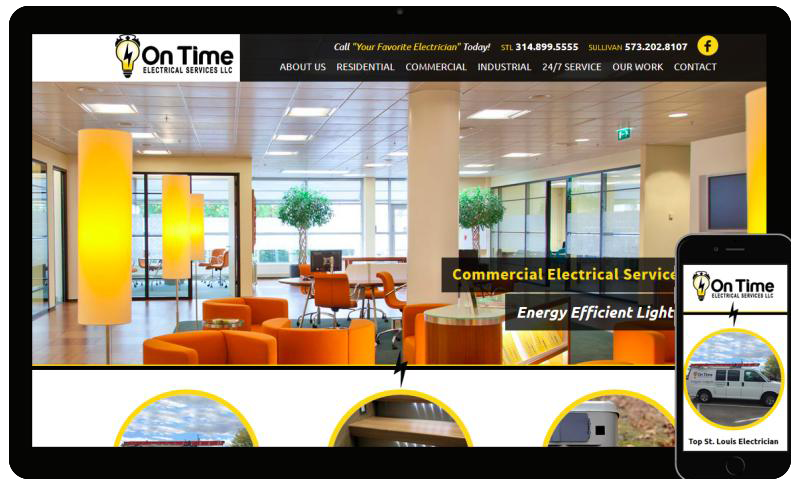 On Time
ELECTRICAL SERVICES LLC
Call "Your Favorite Electrician" Today! STL 314.899.5555 SULLIVAN 573.202.8107
ABOUT US RESIDENTIAL COMMERCIAL INDUSTRIAL 24/7 SERVICE OUR WORK CONTACT
Commercial Electrical Service
Energy Efficient Light
On Time
ELECTRICAL SERVICES LLC
On Time
Top St. Louis Electrician